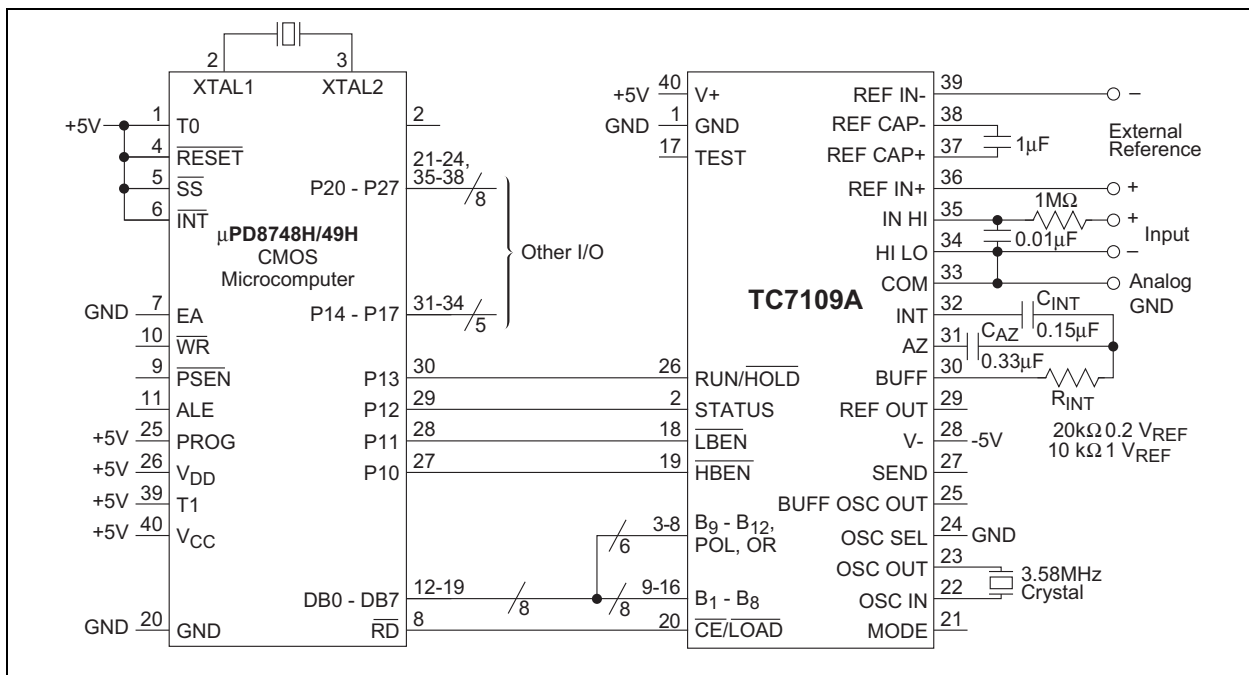 2
3
XTAL1
XTAL2
+5V
1
T0
4
RESET
5
SS
6
INT
2
21-24,
35-38
P20 - P27
8
µPD8748H/49H
CMOS
Microcomputer
Other I/O
GND
7
EA
P14 - P17
31-34
5
10
WR
9
PSEN
11
ALE
+5V
25
PROG
+5V
26
VDD
+5V
39
T1
+5V
40
VCC
GND
20
GND
P13
30
P12
29
P11
28
P10
27
DB0 - DB7
12-19
8
RD
8
6
8
+5V
40
V+
GND
1
GND
17
TEST
TC7109A
26
RUN/HOLD
2
STATUS
18
LBEN
19
HBEN
3-8
B9 - B12,
POL, OR
9-16
B1 - B8
20
CE/LOAD
REF IN-
39
–
REF CAP-
38
1µF
REF CAP+
37
External
Reference
REF IN+
36
+
1MΩ
IN HI
35
+
0.01µF
Input
HI LO
34
–
COM
33
Analog
GND
INT
32
CINT
0.15µF
AZ
31
CAZ
0.33µF
BUFF
30
RINT
REF OUT
29
20kΩ 0.2 VREF
10 kΩ 1 VREF
V-
28
-5V
SEND
27
BUFF OSC OUT
25
OSC SEL
24
GND
OSC OUT
23
3.58MHz
Crystal
OSC IN
22
MODE
21